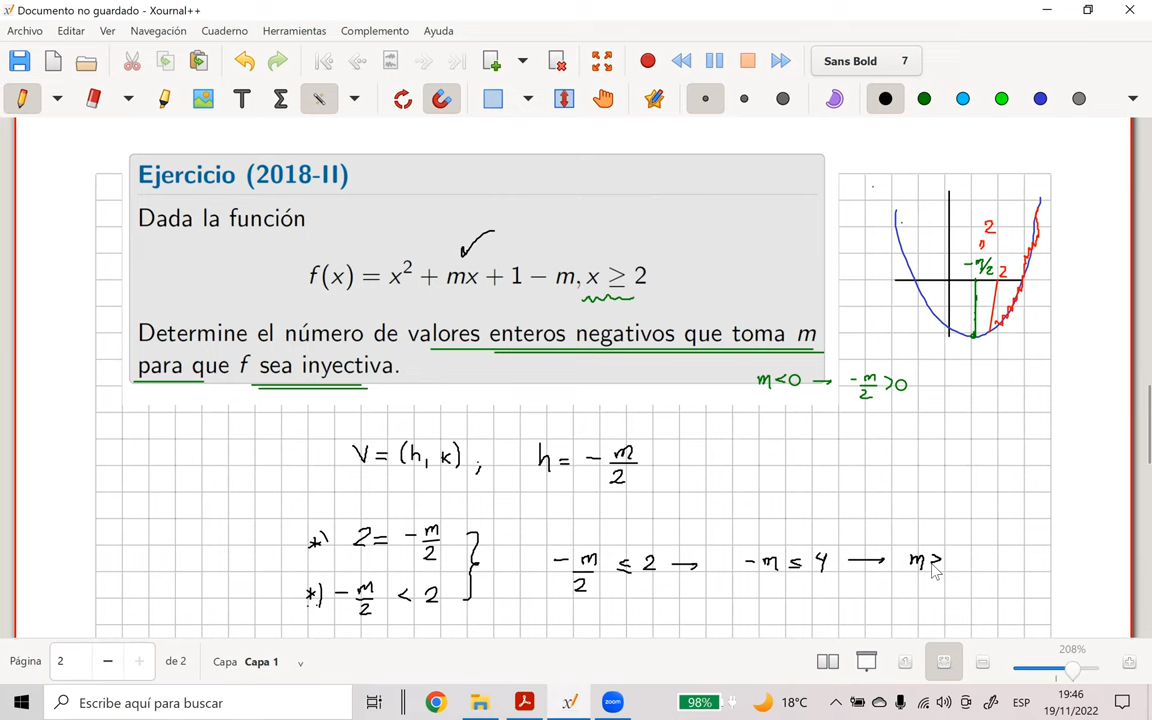 Documento no guardado - Xournal++
Archivo Editar Ver Navegación Cuaderno Herramientas Complemento Ayuda
Sans Bold 7
Ejercicio (2018-II)
Dada la función
f(x) = x² + mx + 1 − m, x ≥ 2
Determine el número de valores enteros negativos que toma m
para que f sea inyectiva.
2
-m/2 2
m<0 → -m/2 >0
V = (h, k) ; h = - m/2
*) 2 = - m/2
*) - m/2 < 2
- m/2 ≤ 2 → - m ≤ 4 → m ≥
Página 2 de 2 Capa Capa 1 208%
Escribe aquí para buscar
zoom
98% 18°C ESP 19:46
19/11/2022